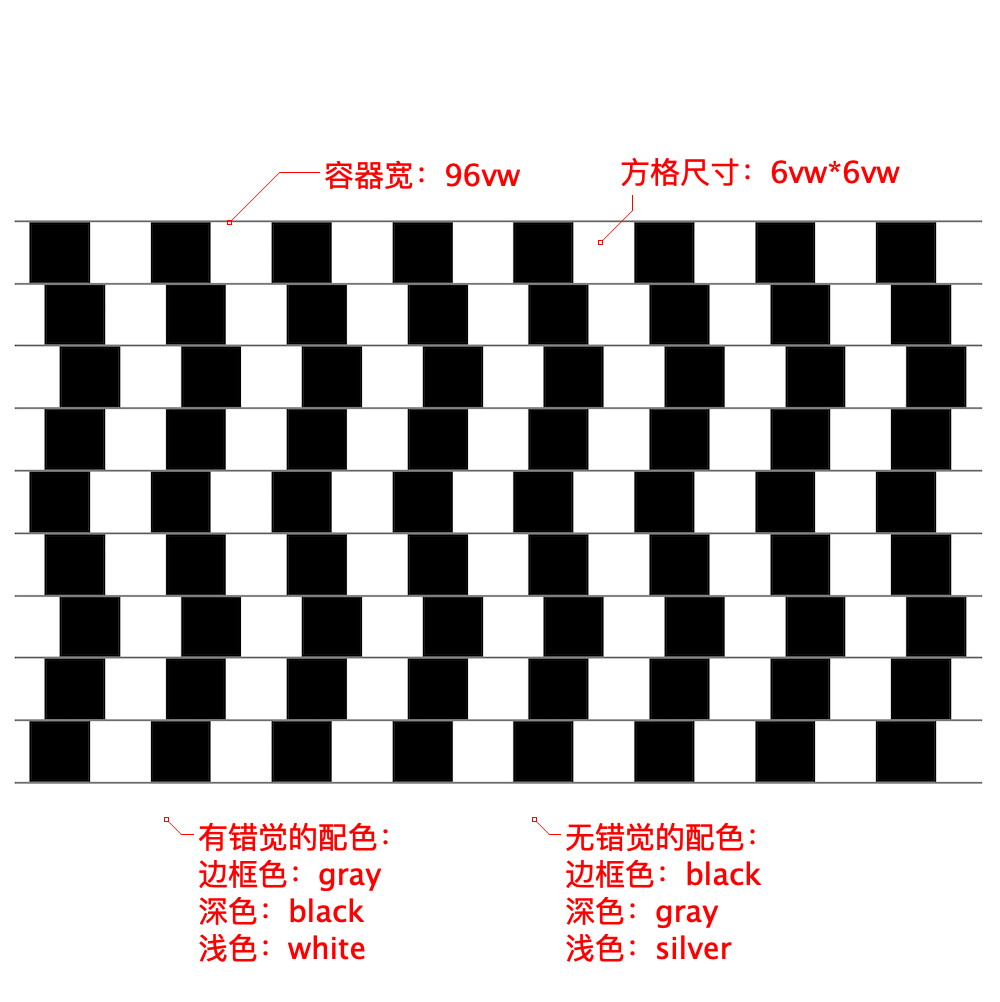 容器宽：96vw
方格尺寸：6vw*6vw
有错觉的配色：
边框色：gray
深色：black
浅色：white
无错觉的配色：
边框色：black
深色：gray
浅色：silver